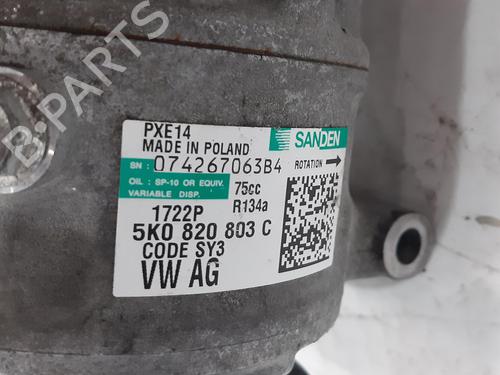 B-PARTS
PXE14
MADE IN POLAND
SANDEN
SN : 074267063B4
ROTATION
OIL : SP-10 OR EQUIV. 75cc
VARIABLE DISP. R134a
1722P
5K0 820 803 C
CODE SY3
VW AG